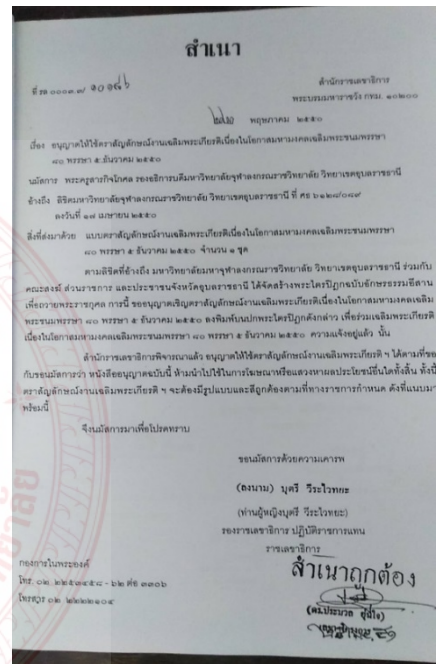 สำเนา
ที่ รล ๐๐๐๓.๗/
สำนักราชเลขาธิการ
พระบรมมหาราชวัง กทม. ๑๐๒๐๐
พฤษภาคม ๒๕๕๐
เรื่อง อนุญาตให้ใช้ตราสัญลักษณ์งานเฉลิมพระเกียรติเนื่องในโอกาสมหามงคลเฉลิมพระชนมพรรษา
๘๐ พรรษา ๕ ธันวาคม ๒๕๕๐
นมัสการ พระครูสารกิจโกศล รองอธิการบดีมหาวิทยาลัยจุฬาลงกรณราชวิทยาลัย วิทยาเขตอุบลราชธานี
อ้างถึง ลิขิตมหาวิทยาลัยจุฬาลงกรณราชวิทยาลัย วิทยาเขตอุบลราชธานี ที่ ศธ
ลงวันที่ ๑๗ เมษายน ๒๕๕๐
สิ่งที่ส่งมาด้วย แบบตราสัญลักษณ์งานเฉลิมพระเกียรติเนื่องในโอกาสมหามงคลเฉลิมพระชนมพรรษา
๘๐ พรรษา ๕ ธันวาคม ๒๕๕๐ จำนวน ๑ ชุด
ตามลิขิตที่อ้างถึง มหาวิทยาลัยมหาจุฬาลงกรณราชวิทยาลัย วิทยาเขตอุบลราชธานี ร่วมกับ
คณะสงฆ์ ส่วนราชการ และประชาชนจังหวัดอุบลราชธานี ได้จัดสร้างพระไตรปิฎกฉบับอักษรธรรมอีสาน
เพื่อถวายพระราชกุศล การนี้ ขออนุญาตเชิญตราสัญลักษณ์งานเฉลิมพระเกียรติเนื่องในโอกาสมหามงคลเฉลิม
พระชนมพรรษา ๘๐ พรรษา ๕ ธันวาคม ๒๕๕๐ ลงพิมพ์บนปกพระไตรปิฎกดังกล่าว เพื่อร่วมเฉลิมพระเกียรติ
เนื่องในโอกาสมหามงคลเฉลิมพระชนมพรรษา ๘๐ พรรษา ๕ ธันวาคม ๒๕๕๐ ความแจ้งอยู่แล้ว นั้น
สำนักราชเลขาธิการพิจารณาแล้ว อนุญาตให้ใช้ตราสัญลักษณ์งานเฉลิมพระเกียรติ ฯ ได้ตามที่ขอ
กับขอนมัสการว่า หนังสืออนุญาตฉบับนี้ ห้ามนำไปใช้ในการโฆษณาหรือแสวงหาผลประโยชน์อื่นใดทั้งสิ้น ทั้งนี้
ตราสัญลักษณ์งานเฉลิมพระเกียรติ ฯ จะต้องมีรูปแบบและสีถูกต้องตามที่ทางราชการกำหนด ดังที่แนบมา
พร้อมนี้
จึงนมัสการมาเพื่อโปรดทราบ
ขอนมัสการด้วยความเคารพ
(ลงนาม) บุตรี วีระไวทยะ
(ท่านผู้หญิงบุตรี วีระไวทยะ)
รองราชเลขาธิการ ปฏิบัติราชการแทน
ราชเลขาธิการ
สำเนาถูกต้อง
กองการในพระองค์
โทร. ๐๒ ๒๒๕๓๔๕๘ - ๖๒ ต่อ ๓๓๐๖
โทรสาร ๐๒ ๒๒๒๒๑๐๔